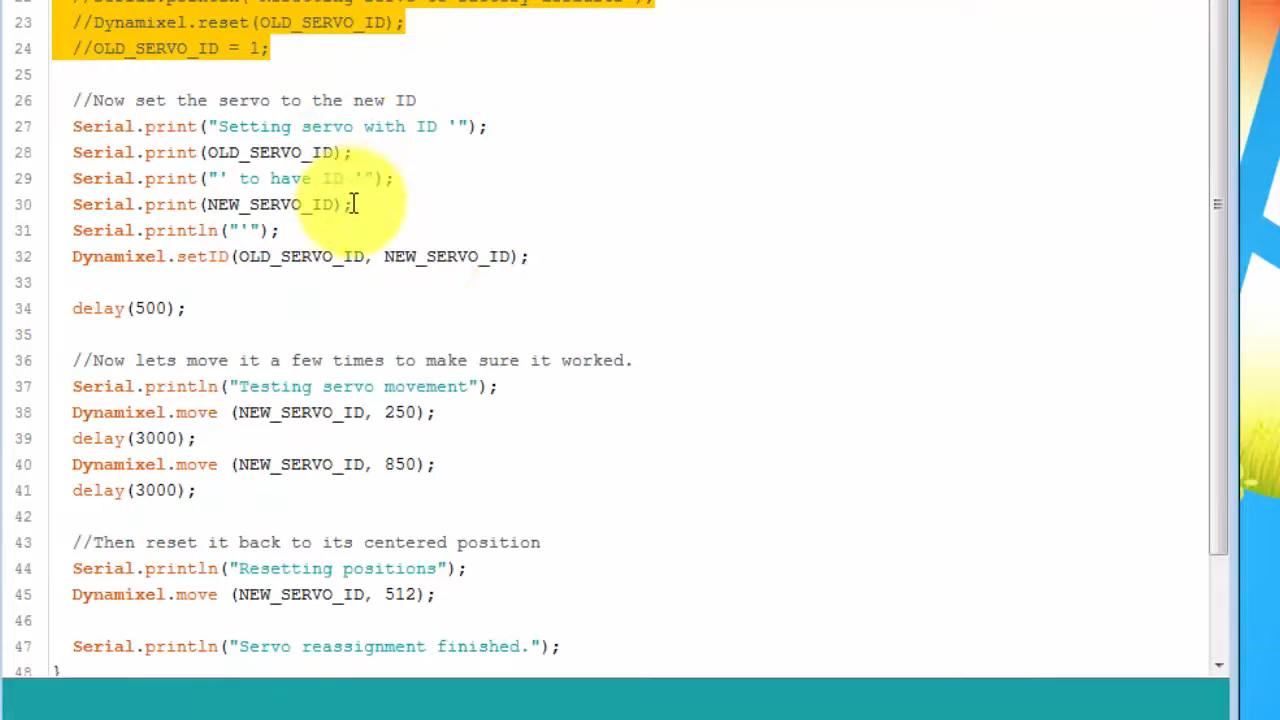 23 //Dynamixel.reset(OLD_SERVO_ID);
24 //OLD_SERVO_ID = 1;
25
26 //Now set the servo to the new ID
27 Serial.print("Setting servo with ID '");
28 Serial.print(OLD_SERVO_ID);
29 Serial.print("' to have ID '");
30 Serial.print(NEW_SERVO_ID);
31 Serial.println("'");
32 Dynamixel.setID(OLD_SERVO_ID, NEW_SERVO_ID);
33
34 delay(500);
35
36 //Now lets move it a few times to make sure it worked.
37 Serial.println("Testing servo movement");
38 Dynamixel.move (NEW_SERVO_ID, 250);
39 delay(3000);
40 Dynamixel.move (NEW_SERVO_ID, 850);
41 delay(3000);
42
43 //Then reset it back to its centered position
44 Serial.println("Resetting positions");
45 Dynamixel.move (NEW_SERVO_ID, 512);
46
47 Serial.println("Servo reassignment finished.");
48 }